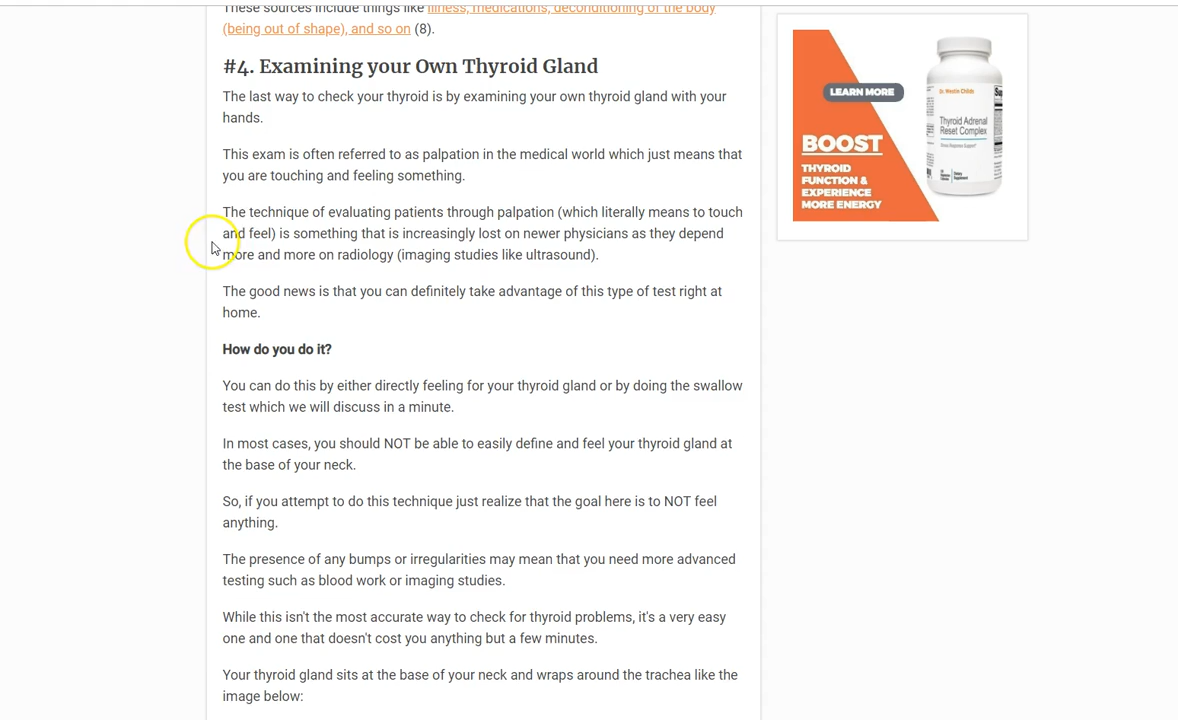 These sources include things like illness, medications, deconditioning of the body
(being out of shape), and so on (8).
#4. Examining your Own Thyroid Gland
The last way to check your thyroid is by examining your own thyroid gland with your
hands.
This exam is often referred to as palpation in the medical world which just means that
you are touching and feeling something.
The technique of evaluating patients through palpation (which literally means to touch
and feel) is something that is increasingly lost on newer physicians as they depend
more and more on radiology (imaging studies like ultrasound).
The good news is that you can definitely take advantage of this type of test right at
home.
How do you do it?
You can do this by either directly feeling for your thyroid gland or by doing the swallow
test which we will discuss in a minute.
In most cases, you should NOT be able to easily define and feel your thyroid gland at
the base of your neck.
So, if you attempt to do this technique just realize that the goal here is to NOT feel
anything.
The presence of any bumps or irregularities may mean that you need more advanced
testing such as blood work or imaging studies.
While this isn't the most accurate way to check for thyroid problems, it's a very easy
one and one that doesn't cost you anything but a few minutes.
Your thyroid gland sits at the base of your neck and wraps around the trachea like the
image below:
LEARN MORE
BOOST
THYROID
FUNCTION &
EXPERIENCE
MORE ENERGY
Dr. Westin Childs
Thyroid Adrenal
Reset Complex